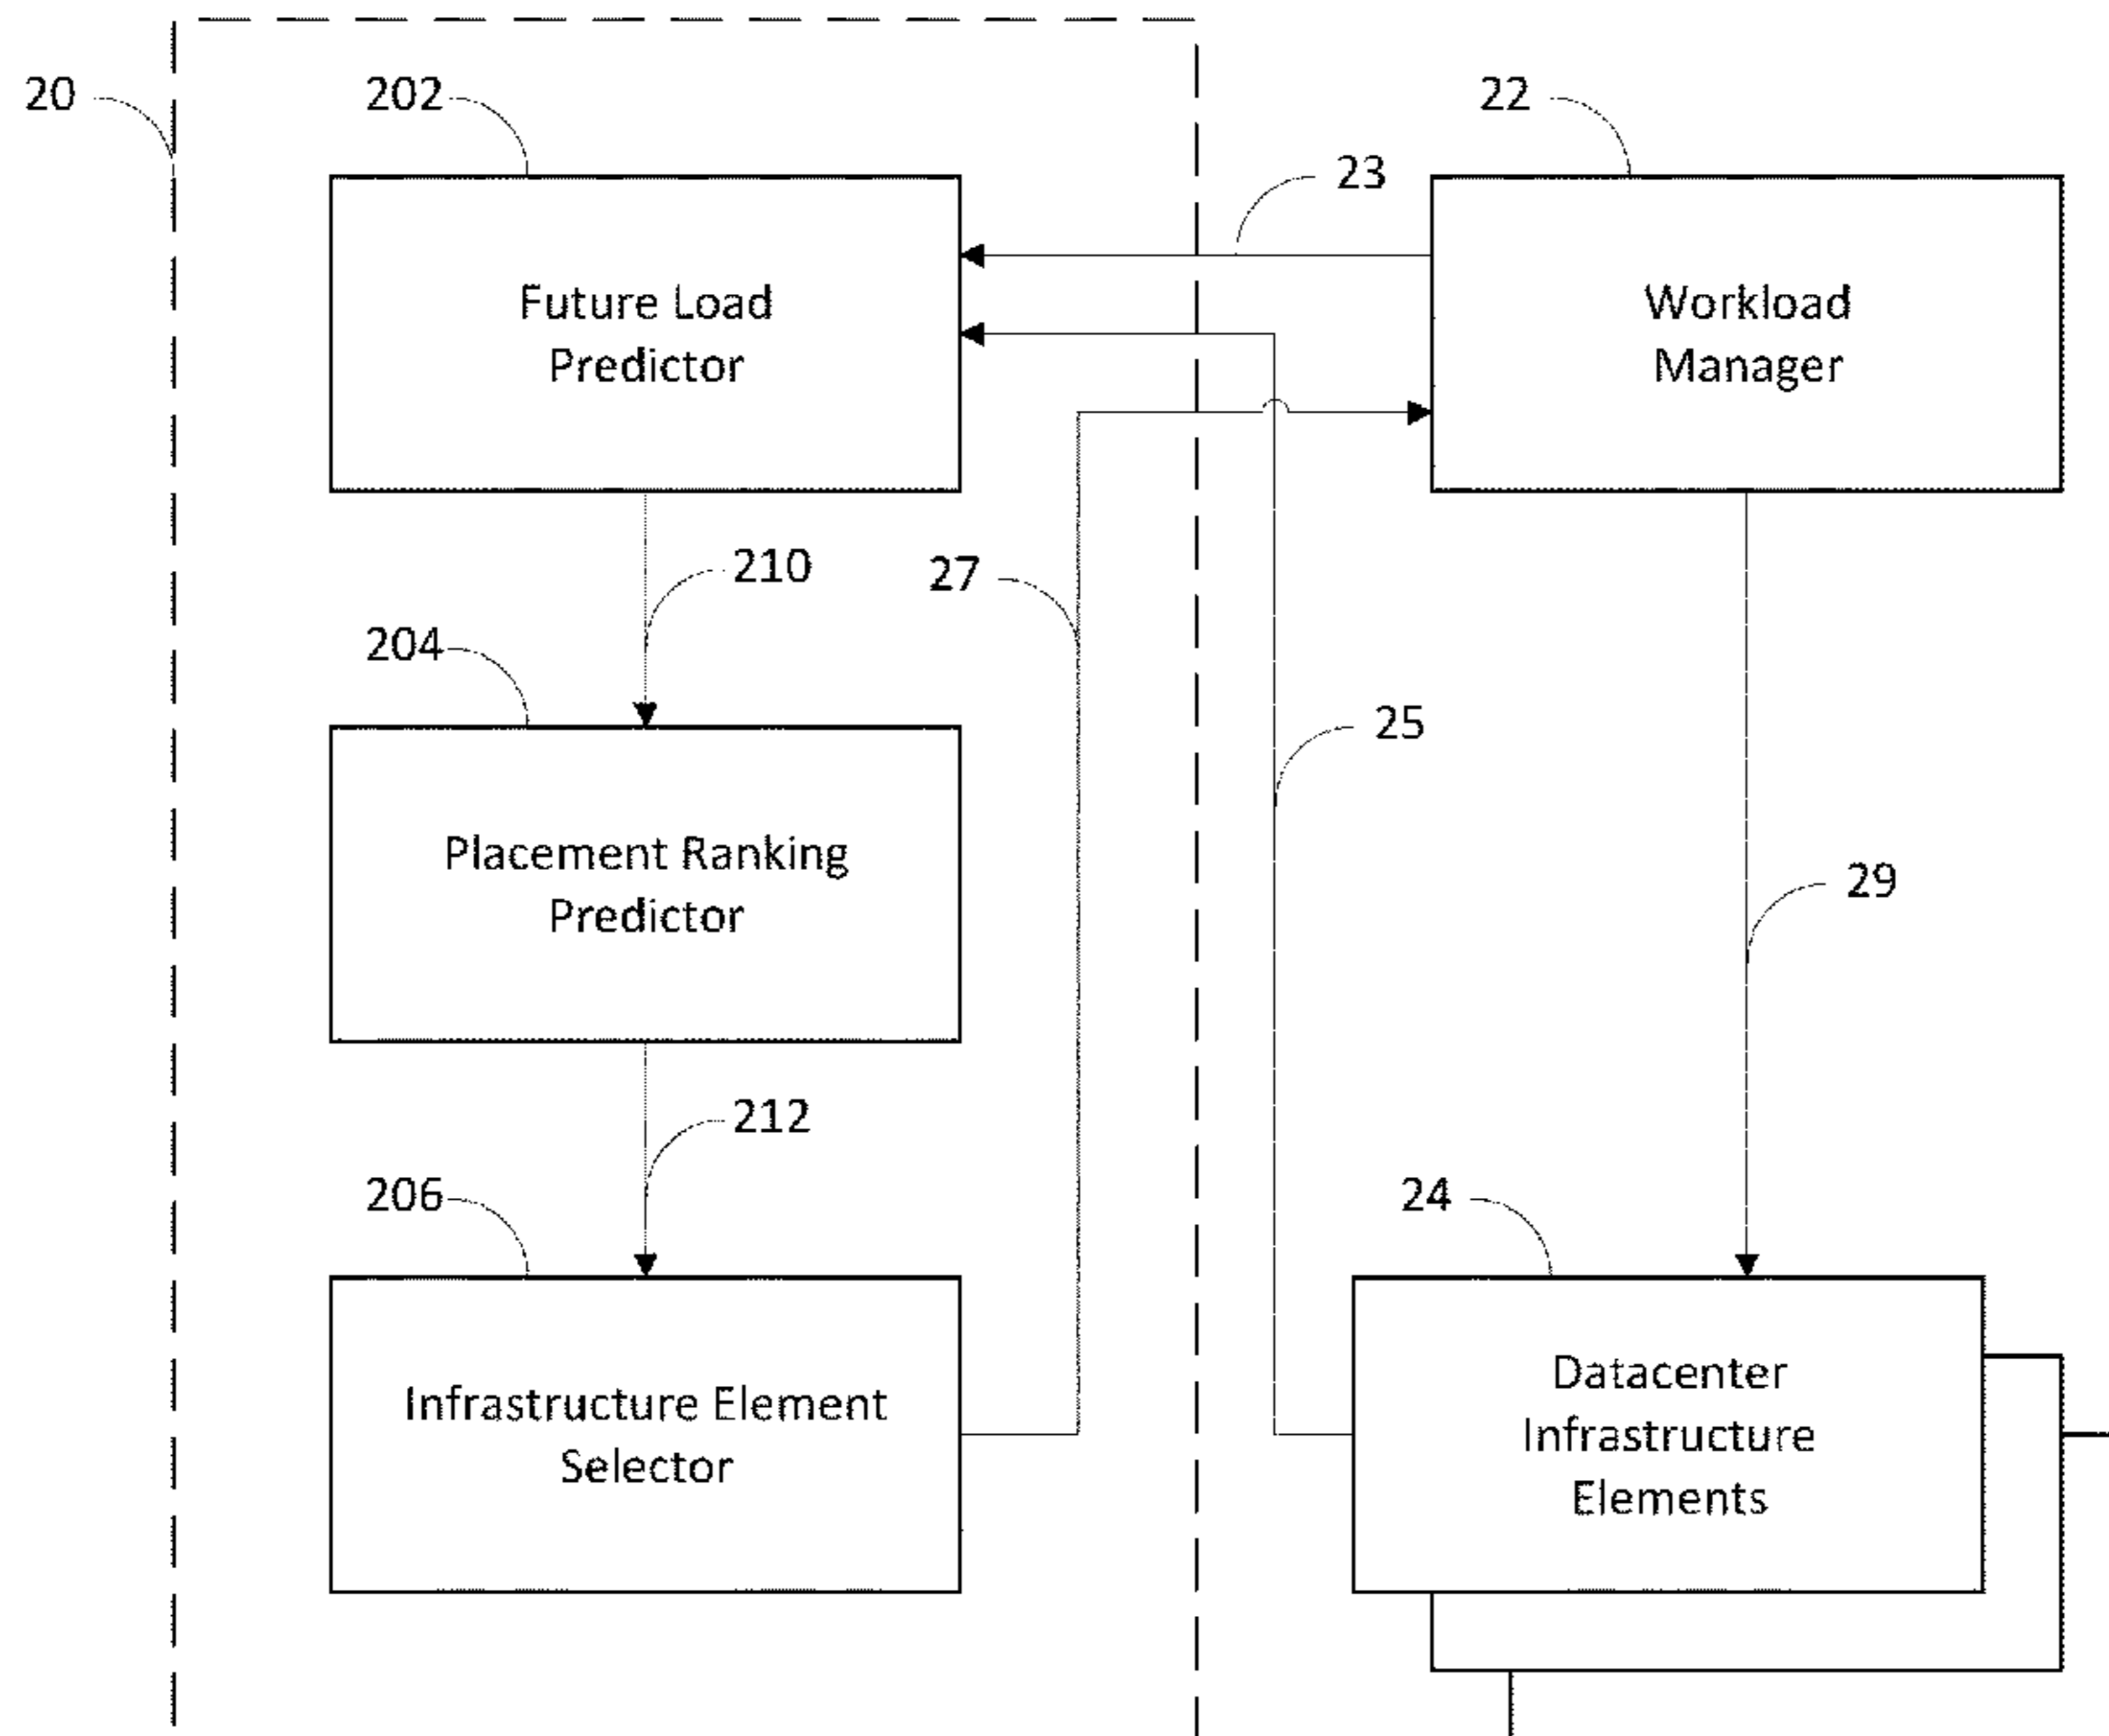 20
202
22
23
Future Load
Predictor
Workload
Manager
210
27
204
25
Placement Ranking
Predictor
29
212
206
24
Infrastructure Element
Selector
Datacenter
Infrastructure
Elements